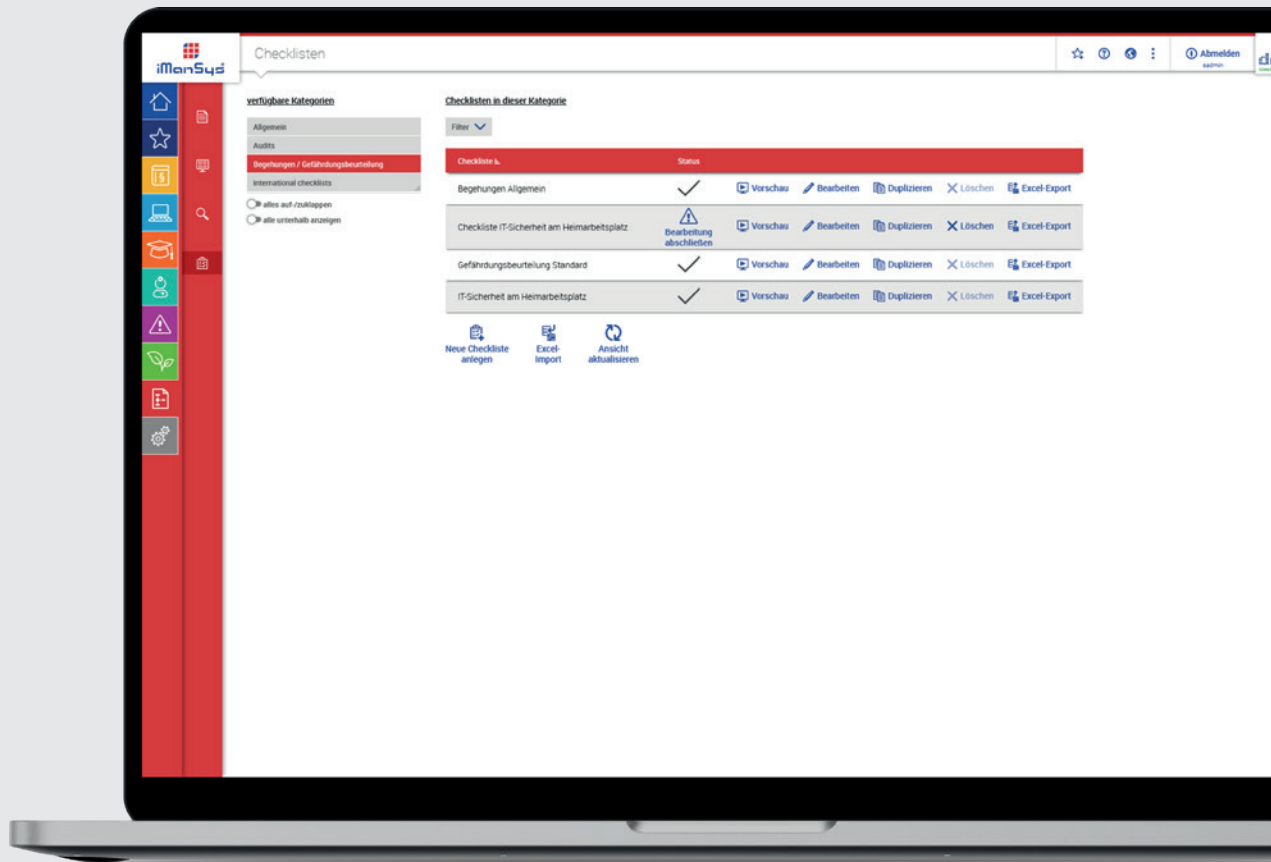 iManSys
Checklisten
Abmelden
sadmin
verfügbare Kategorien
Allgemein
Audits
Begehungen / Gefährdungsbeurteilung
International checklists
alles auf-/zuklappen
alle unterhalb anzeigen
Checklisten in dieser Kategorie
Filter
Checkliste Status
Begehungen Allgemein Vorschau Bearbeiten Duplizieren Löschen Excel-Export
Checkliste IT-Sicherheit am Heimarbeitsplatz Bearbeitung abschließen Vorschau Bearbeiten Duplizieren Löschen Excel-Export
Gefährdungsbeurteilung Standard Vorschau Bearbeiten Duplizieren Löschen Excel-Export
IT-Sicherheit am Heimarbeitsplatz Vorschau Bearbeiten Duplizieren Löschen Excel-Export
Neue Checkliste anlegen
Excel-Import
Ansicht aktualisieren